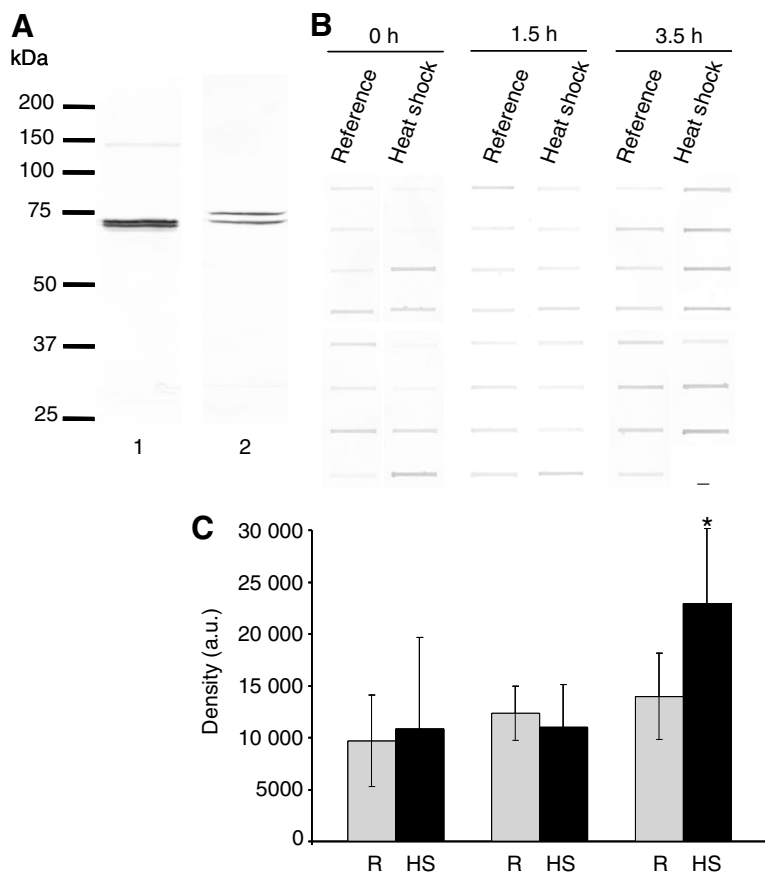 A
kDa
200
150
100
75
50
37
25
1
2
B
0 h
1.5 h
3.5 h
Reference
Heat shock
Reference
Heat shock
Reference
Heat shock
C
Density (a.u.)
30 000
25 000
20 000
15 000
10 000
5000
0
*
R
HS
R
HS
R
HS